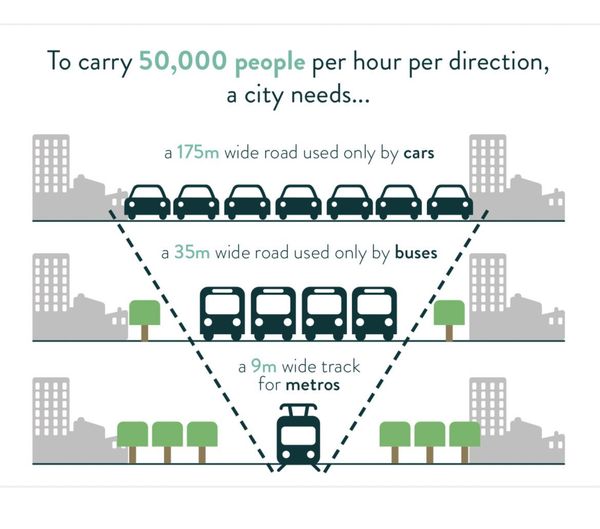 To carry 50,000 people per hour per direction,
a city needs...
a 175m wide road used only by cars
a 35m wide road used only by buses
a 9m wide track
for metros